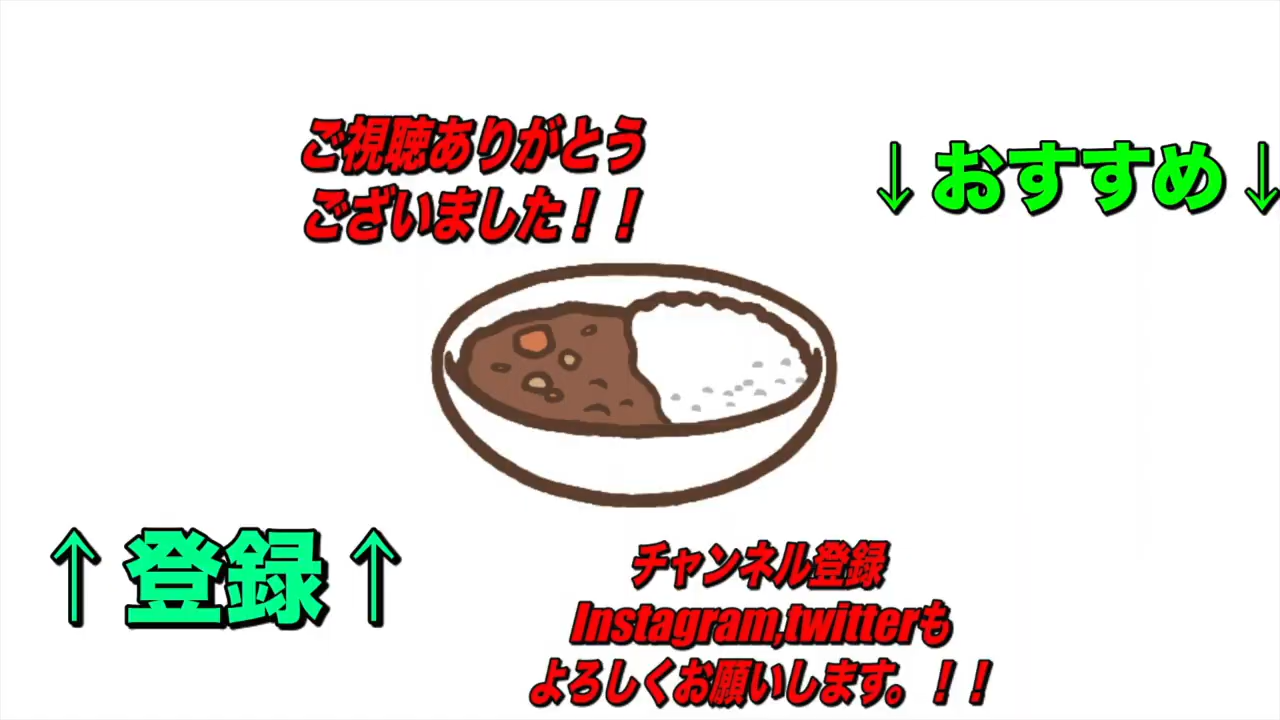 ご視聴ありがとう
ございました！！
↓おすすめ↓
↑登録↑
チャンネル登録
Instagram,twitterも
よろしくお願いします。！！